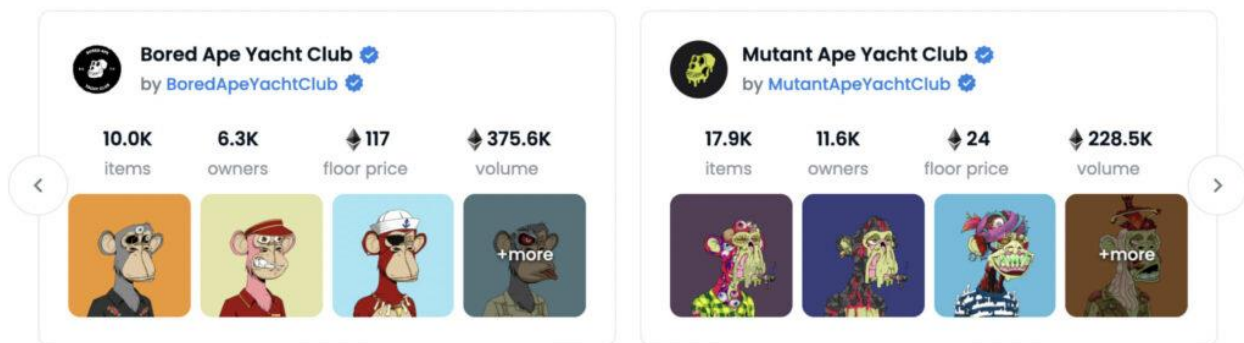 Bored Ape Yacht Club
by BoredApeYachtClub
10.0K 6.3K 117 375.6K
items owners floor price volume
+more
Mutant Ape Yacht Club
by MutantApeYachtClub
17.9K 11.6K 24 228.5K
items owners floor price volume
+more